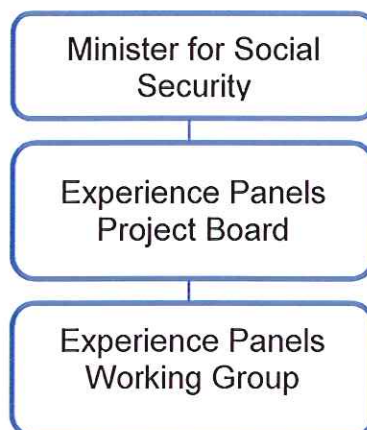 Minister for Social
Security
Experience Panels
Project Board
Experience Panels
Working Group